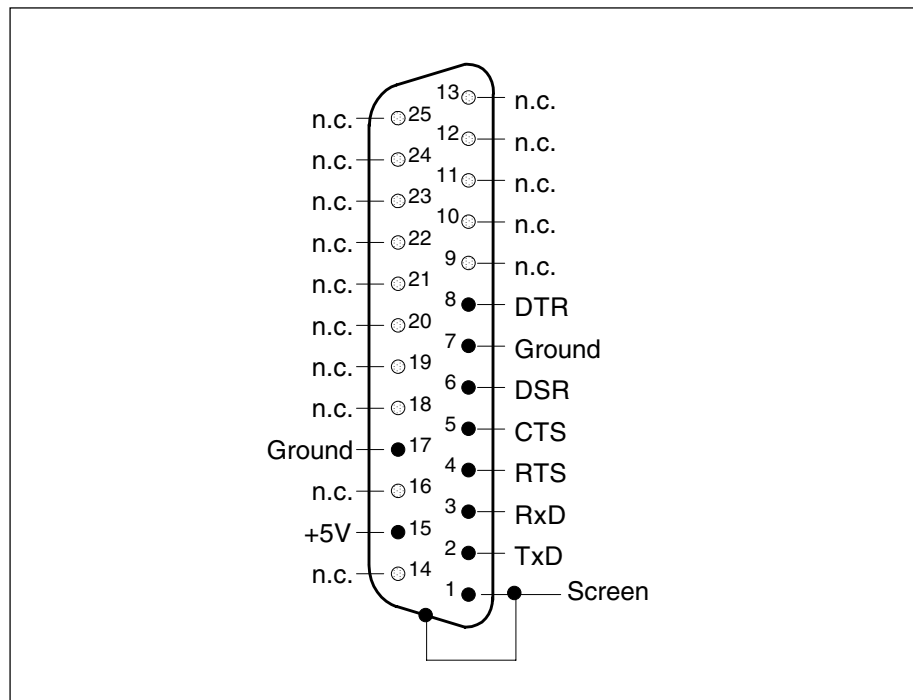 13 n.c.
n.c. 25
12 n.c.
n.c. 24
11 n.c.
n.c. 23
10 n.c.
n.c. 22
9 n.c.
n.c. 21
8 DTR
n.c. 20
7 Ground
n.c. 19
6 DSR
n.c. 18
5 CTS
Ground 17
4 RTS
n.c. 16
3 RxD
+5V 15
2 TxD
n.c. 14
1 Screen